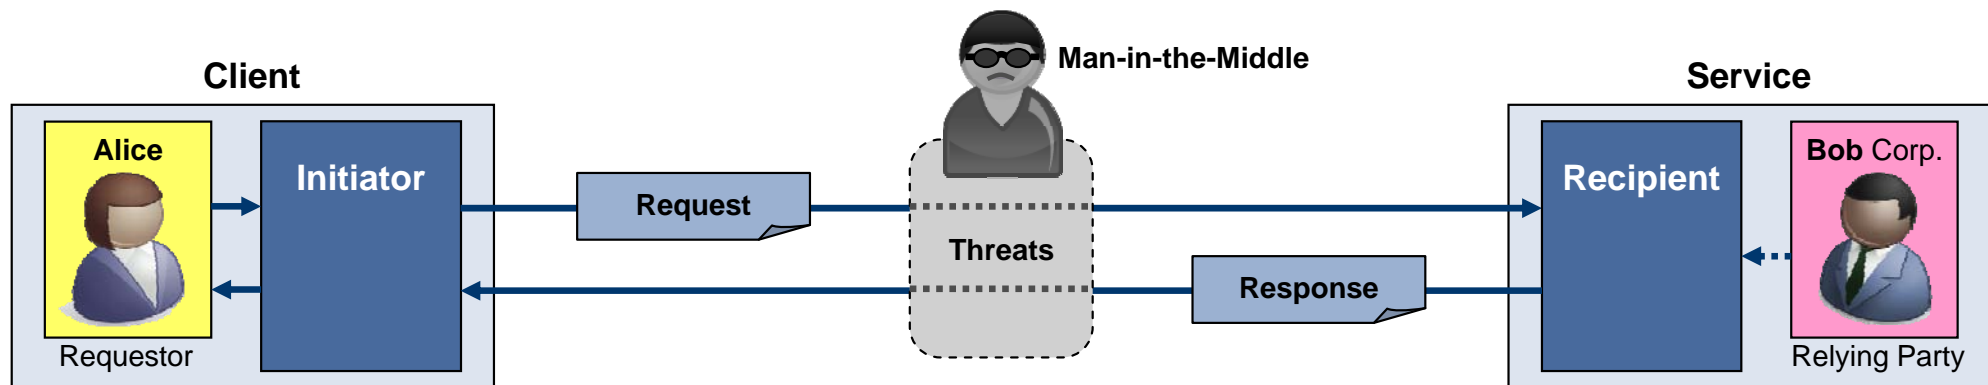 Client
Alice
Requestor
Initiator
Request
Man-in-the-Middle
Threats
Response
Service
Recipient
Bob Corp.
Relying Party